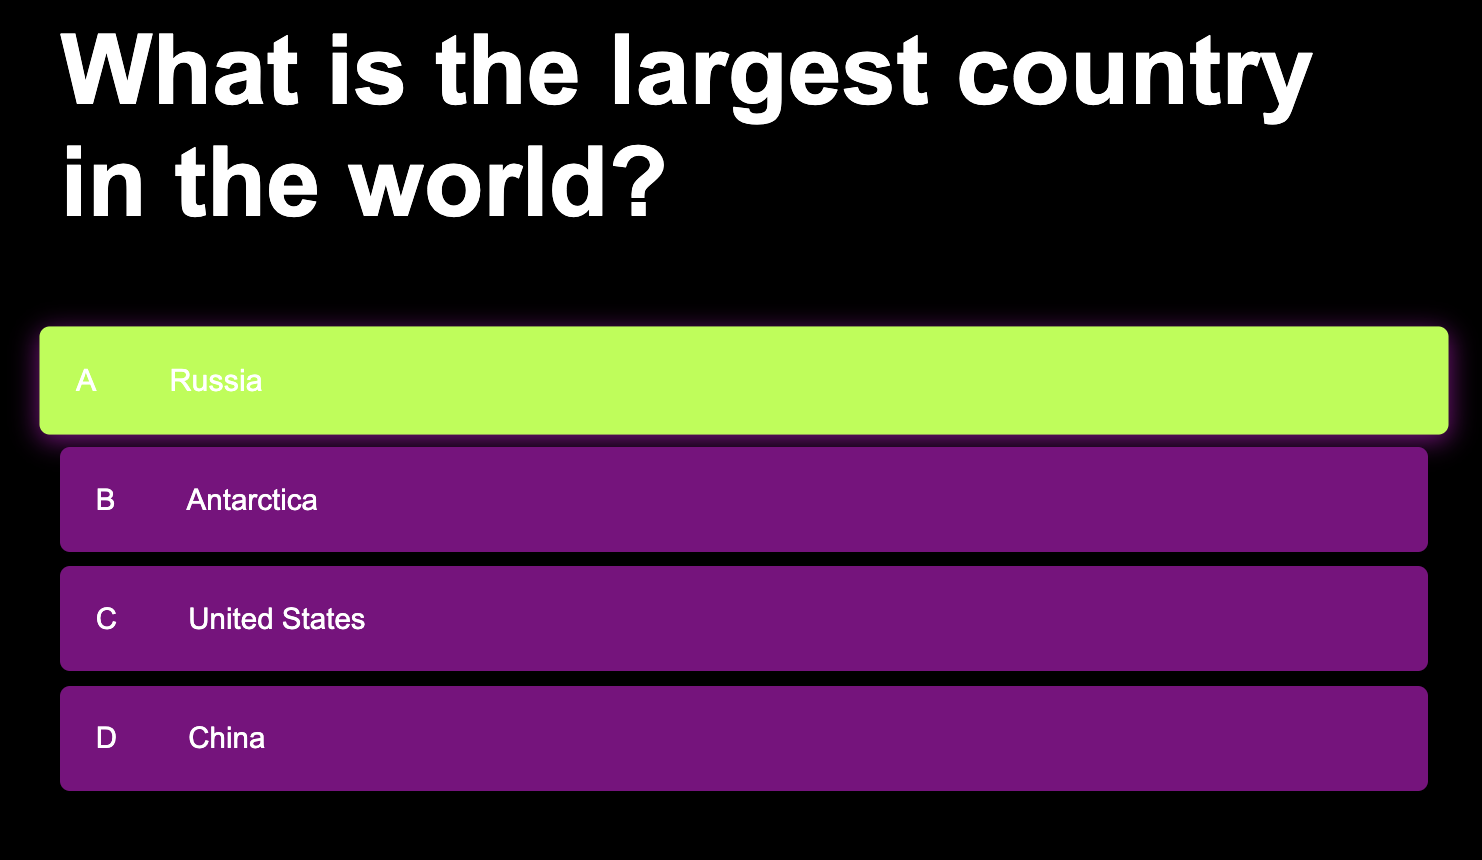 What is the largest country
in the world?
A Russia
B Antarctica
C United States
D China